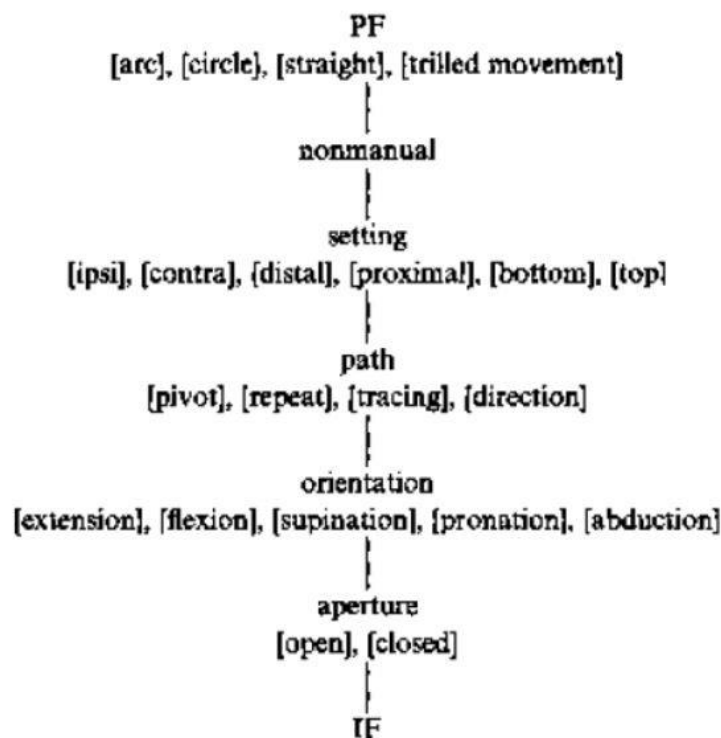 PF
[arc], [circle], [straight], [trilled movement]
nonmanual
setting
[ipsi], [contra], [distal], [proximal], [bottom], [top]
path
[pivot], [repeat], [tracing], [direction]
orientation
[extension], [flexion], [supination], [pronation], [abduction]
aperture
[open], [closed]
IF